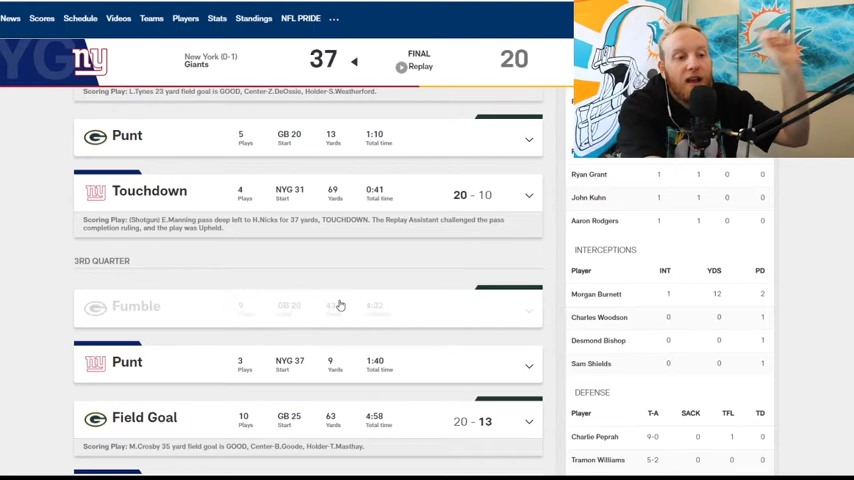 News Scores Schedule Videos Teams Players Stats Standings NFL PRIDE ...
NYG
ny
New York (0-1)
Giants
37
FINAL
Replay
20
Scoring Play: L.Tynes 23 yard field goal is GOOD, Center-Z.DeOssie, Holder-S.Weatherford.
Punt 5 GB 20 13 1:10
Plays Start Yards Total time
Touchdown 4 NYG 31 69 0:41 20 - 10
Plays Start Yards Total time
Scoring Play: (Shotgun) E.Manning pass deep left to H.Nicks for 37 yards, TOUCHDOWN. The Replay Assistant challenged the pass
completion ruling, and the play was Upheld.
3RD QUARTER
Fumble 9 GB 20 4:32
Punt 3 NYG 37 9 1:40
Plays Start Yards Total time
Field Goal 10 GB 25 63 4:58 20 - 13
Plays Start Yards Total time
Scoring Play: M.Crosby 35 yard field goal is GOOD, Center-B.Goode, Holder-T.Masthay.
Ryan Grant 1 1 0 0
John Kuhn 1 1 0 0
Aaron Rodgers 1 1 0 0
INTERCEPTIONS
Player INT YDS PD
Morgan Burnett 1 12 2
Charles Woodson 0 0 1
Desmond Bishop 0 0 1
Sam Shields 0 0 1
DEFENSE
Player T-A SACK TFL TD
Charlie Peprah 9-0 0 1 0
Tramon Williams 5-2 0 0 0